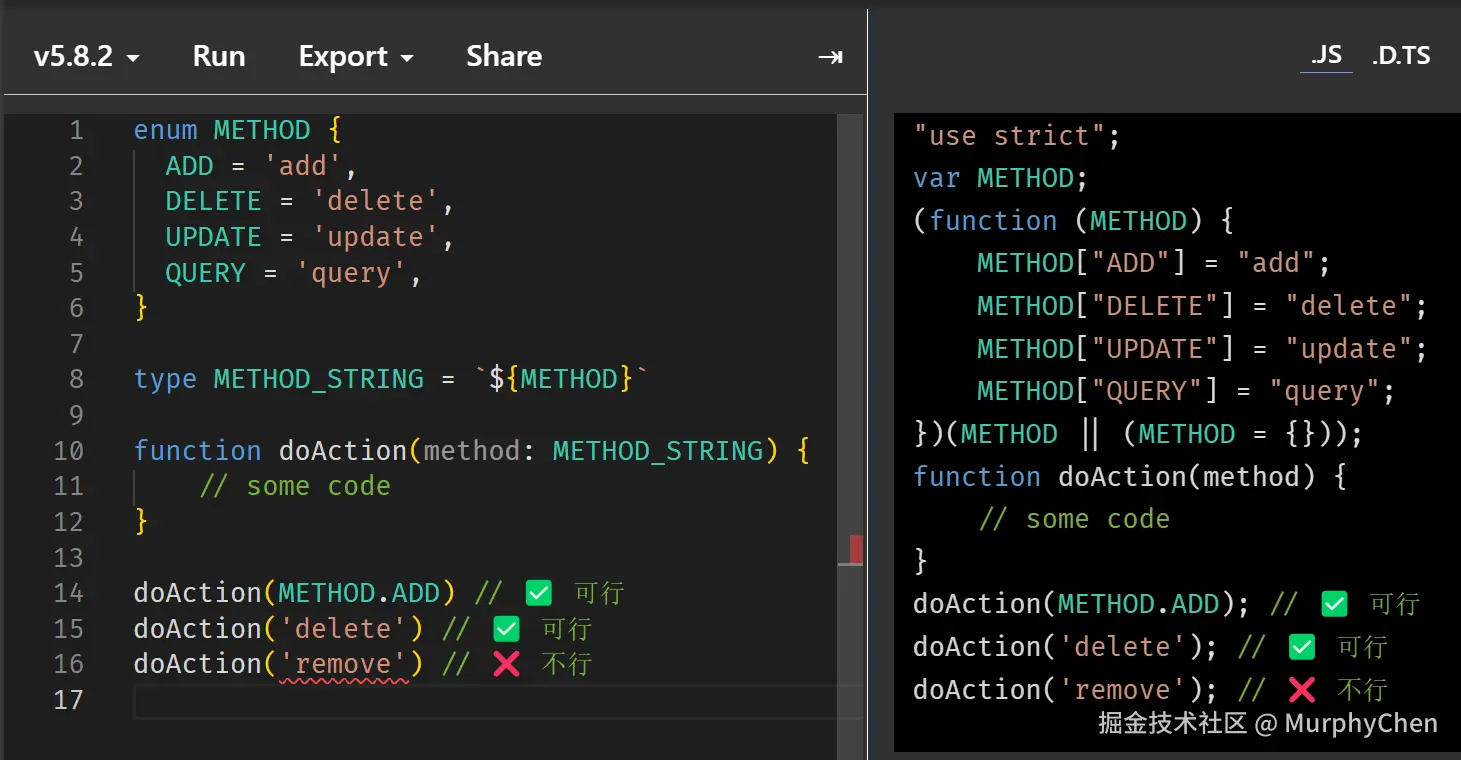 v5.8.2 Run Export Share
.JS .D.TS
1 enum METHOD {
2 ADD = 'add',
3 DELETE = 'delete',
4 UPDATE = 'update',
5 QUERY = 'query',
6 }
7
8 type METHOD_STRING = `${METHOD}`
9
10 function doAction(method: METHOD_STRING) {
11 // some code
12 }
13
14 doAction(METHOD.ADD) // ✅ 可行
15 doAction('delete') // ✅ 可行
16 doAction('remove') // ❌ 不行
17
"use strict";
var METHOD;
(function (METHOD) {
METHOD["ADD"] = "add";
METHOD["DELETE"] = "delete";
METHOD["UPDATE"] = "update";
METHOD["QUERY"] = "query";
})(METHOD || (METHOD = {}));
function doAction(method) {
// some code
}
doAction(METHOD.ADD); // ✅ 可行
doAction('delete'); // ✅ 可行
doAction('remove'); // ❌ 不行
掘金技术社区 @ MurphyChen